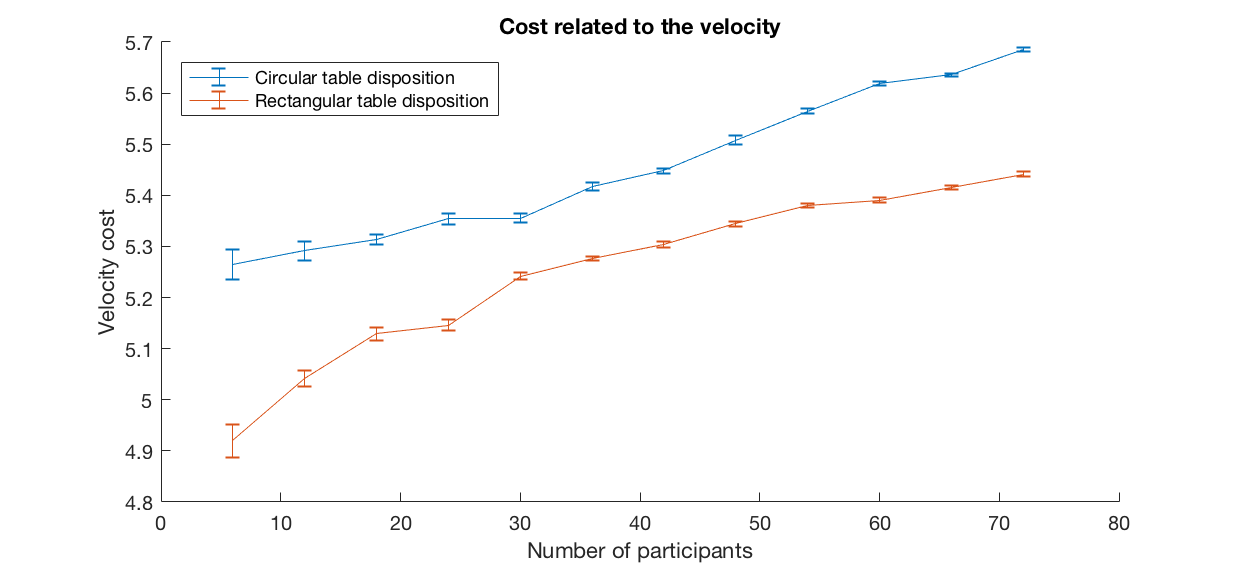 Cost related to the velocity
5.7
5.6
5.5
5.4
5.3
5.2
5.1
5
4.9
4.8
Velocity cost
Circular table disposition
Rectangular table disposition
0 10 20 30 40 50 60 70 80
Number of participants